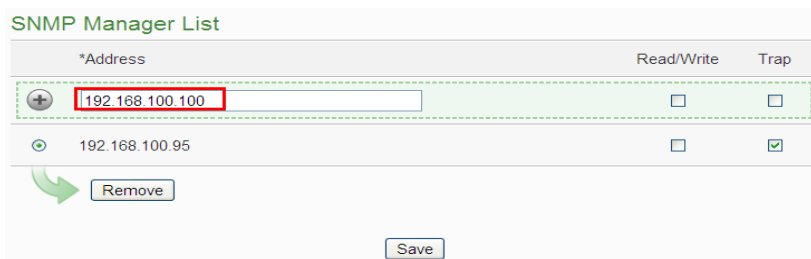 SNMP Manager List
*Address Read/Write Trap
192.168.100.100
192.168.100.95
Remove
Save